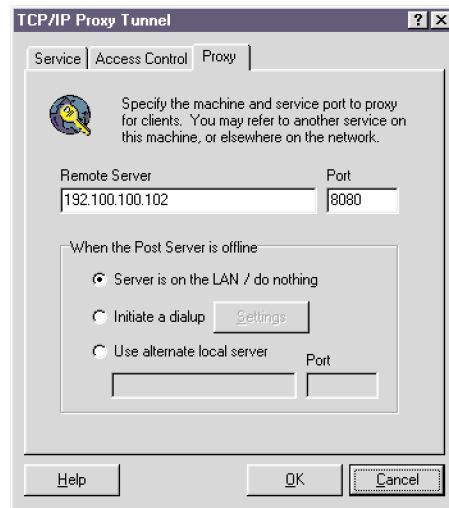 TCP/IP Proxy Tunnel
Service Access Control Proxy
Specify the machine and service port to proxy
for clients. You may refer to another service on
this machine, or elsewhere on the network.
Remote Server Port
192.100.100.102 8080
When the Post Server is offline
Server is on the LAN / do nothing
Initiate a dialup Settings
Use alternate local server
Port
Help OK Cancel